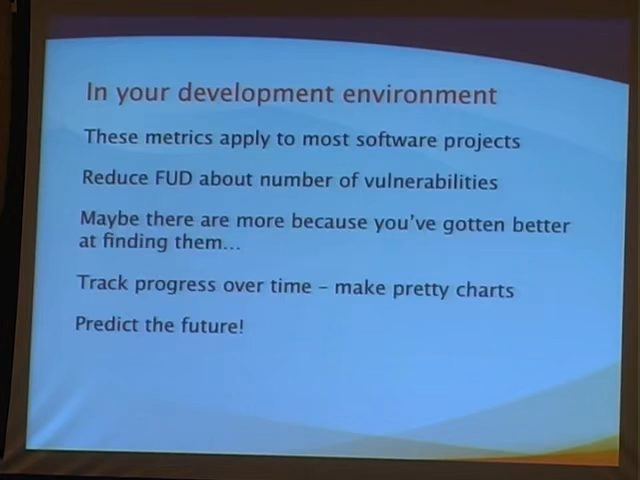 In your development environment
These metrics apply to most software projects
Reduce FUD about number of vulnerabilities
Maybe there are more because you've gotten better
at finding them...
Track progress over time – make pretty charts
Predict the future!